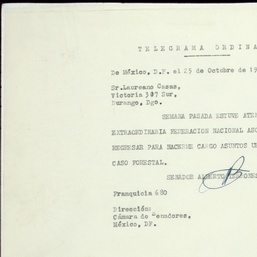 TELEGRAMA ORDINA
De México, D.F. el 25 de Octubre de 19
Sr. Laureano Casas,
Victoria 307 Sur,
Durango, Dgo.
SEMANA PASADA ESTUVE ATEN
EXTRAORDINARIA FEDERACION NACIONAL ASO
REGRESAR PARA HACERME CARGO ASUNTOS U
CASO FORESTAL.
SENADOR ALBERTO
Franquicia 680
Dirección:
Cámara de Senadores,
México, DF.